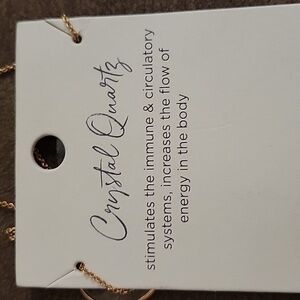 Crystal Quartz
stimulates the immune & circulatory
systems, increases the flow of
energy in the body